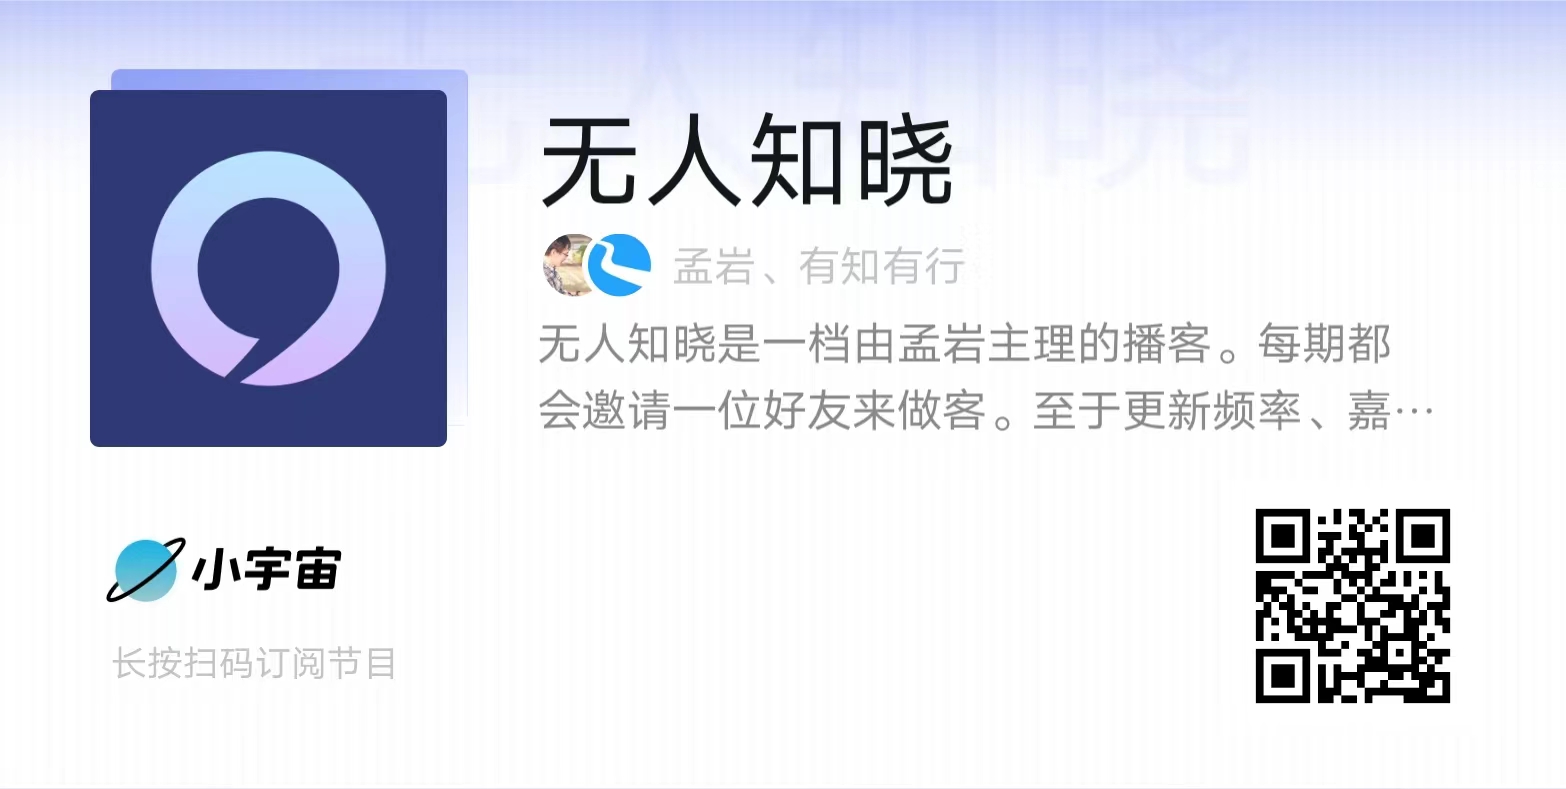 无人知晓
孟岩、有知有行
无人知晓是一档由孟岩主理的播客。每期都
会邀请一位好友来做客。至于更新频率、嘉…
小宇宙
长按扫码订阅节目